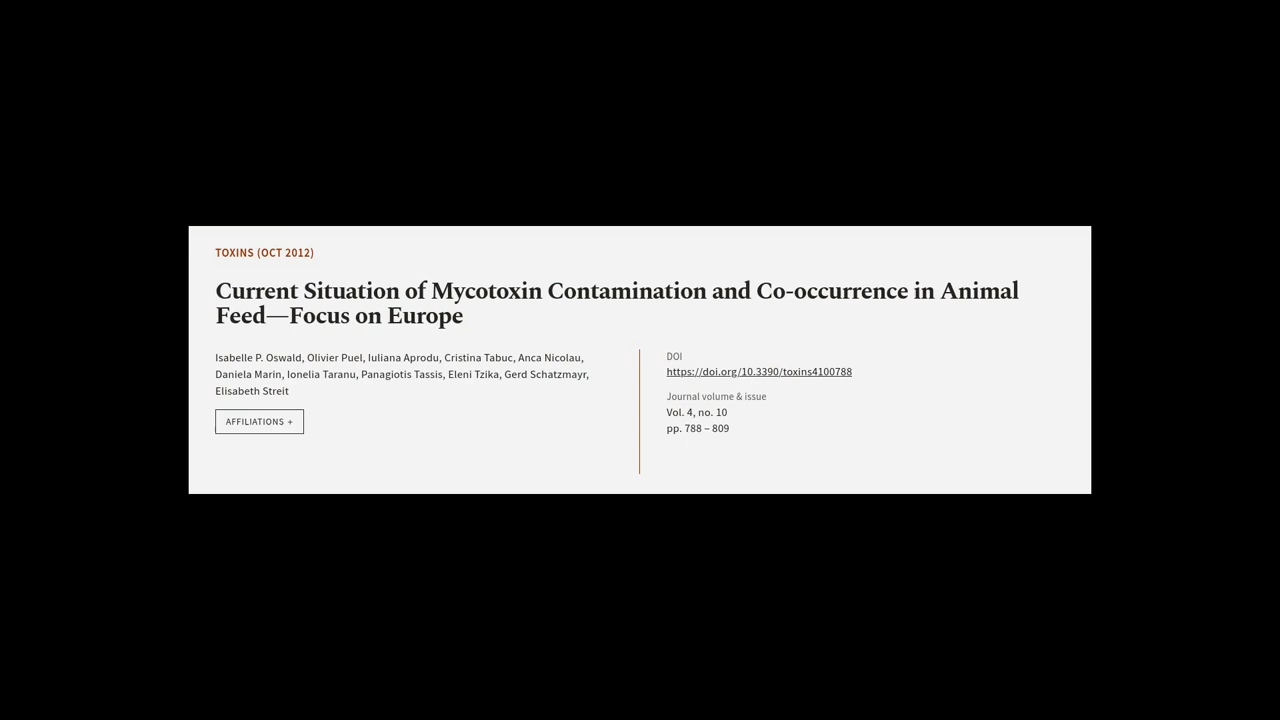 TOXINS (OCT 2012)
Current Situation of Mycotoxin Contamination and Co-occurrence in Animal
Feed—Focus on Europe
Isabelle P. Oswald, Olivier Puel, Iuliana Aprodu, Cristina Tabuc, Anca Nicolau,
Daniela Marin, Ionelia Taranu, Panagiotis Tassis, Eleni Tzika, Gerd Schatzmayr,
Elisabeth Streit
AFFILIATIONS +
DOI
https://doi.org/10.3390/toxins4100788
Journal volume & issue
Vol. 4, no. 10
pp. 788 – 809